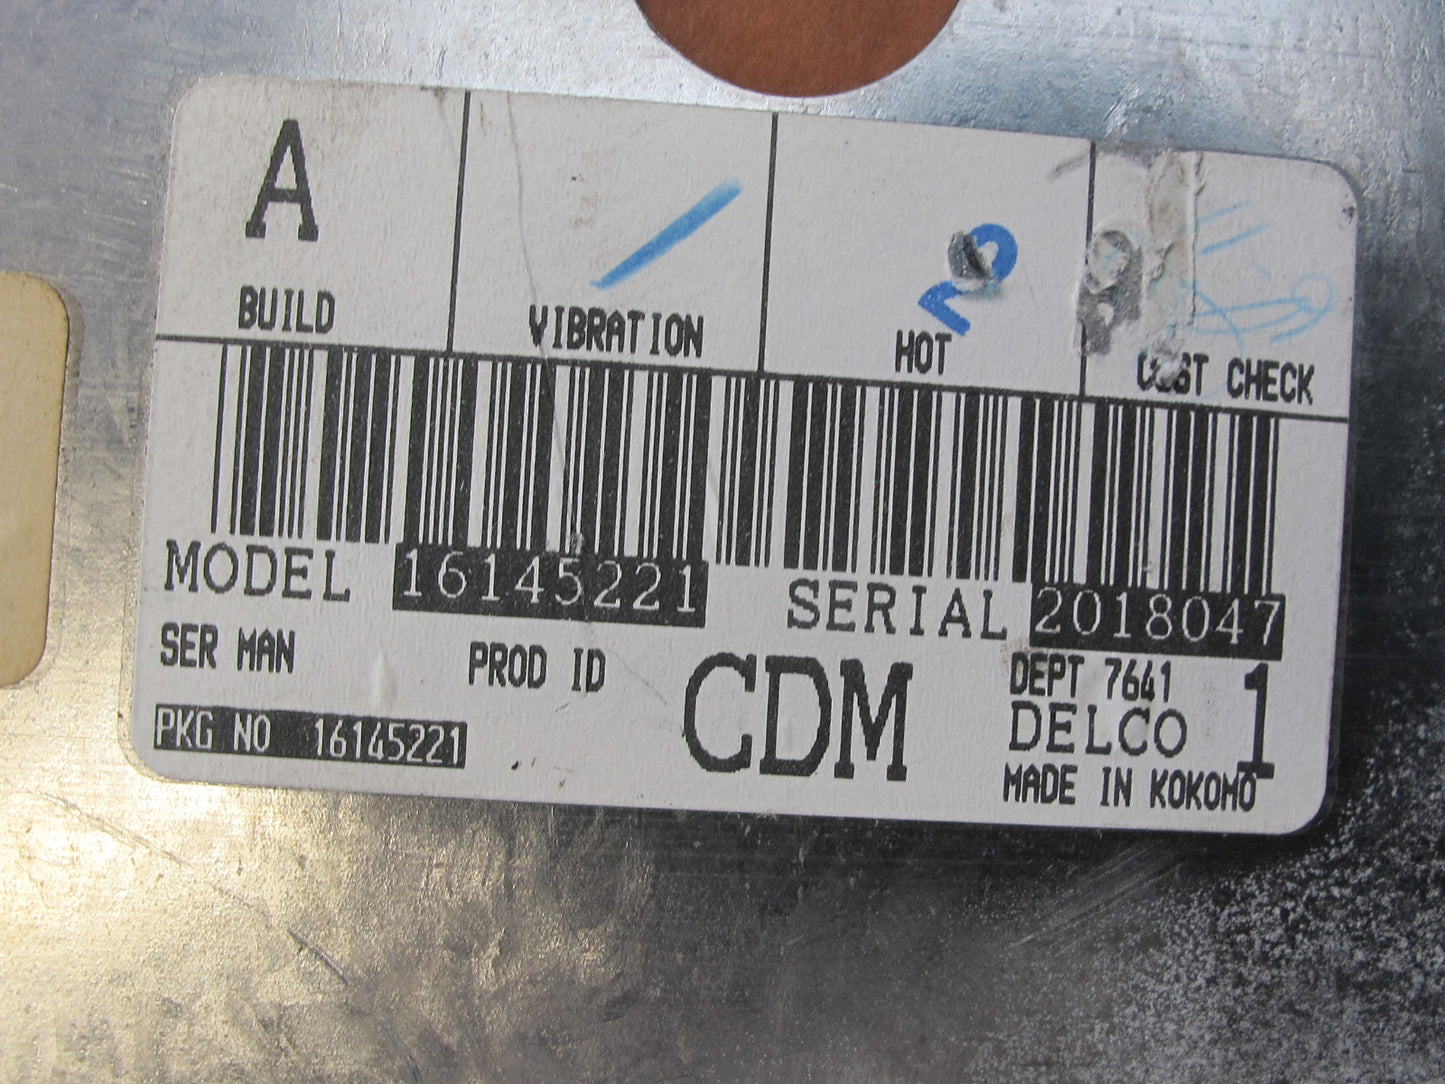 A
BUILD
VIBRATION
HOT
CHECK
MODEL 16145221
SERIAL 2018047
SER MAN
PROD ID
CDM
DEPT 7641
DELCO 1
MADE IN KOKOMO
PKG NO 16145221